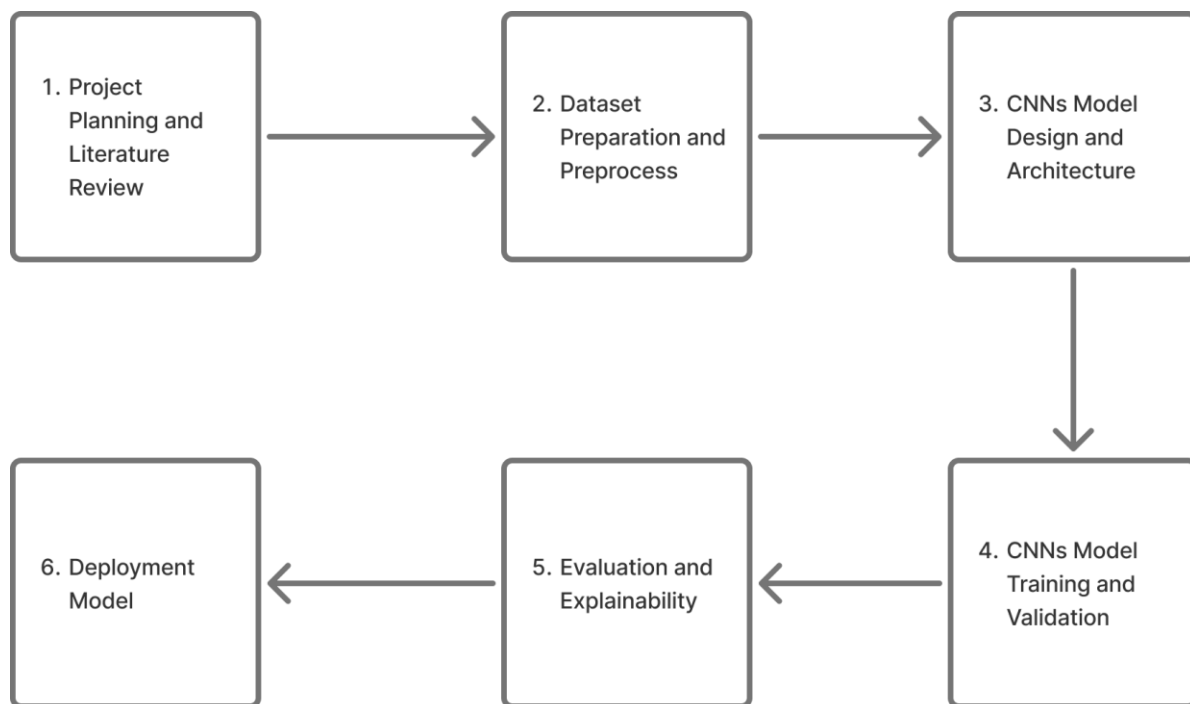 1. Project
Planning and
Literature
Review
2. Dataset
Preparation and
Preprocess
3. CNNs Model
Design and
Architecture
4. CNNs Model
Training and
Validation
5. Evaluation and
Explainability
6. Deployment
Model